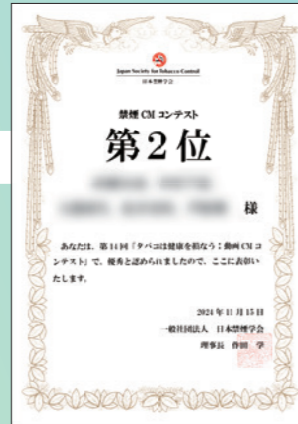 Japan Society for Tobacco Control
日本禁煙学会
禁煙 CM コンテスト
第2位
様
あなたは、第14回「タバコは健康を損なう：動画 CM コ
ンテスト」で、優秀と認められましたので、ここに表彰い
たします。
2024年11月15日
一般社団法人 日本禁煙学会
理事長 作田 学